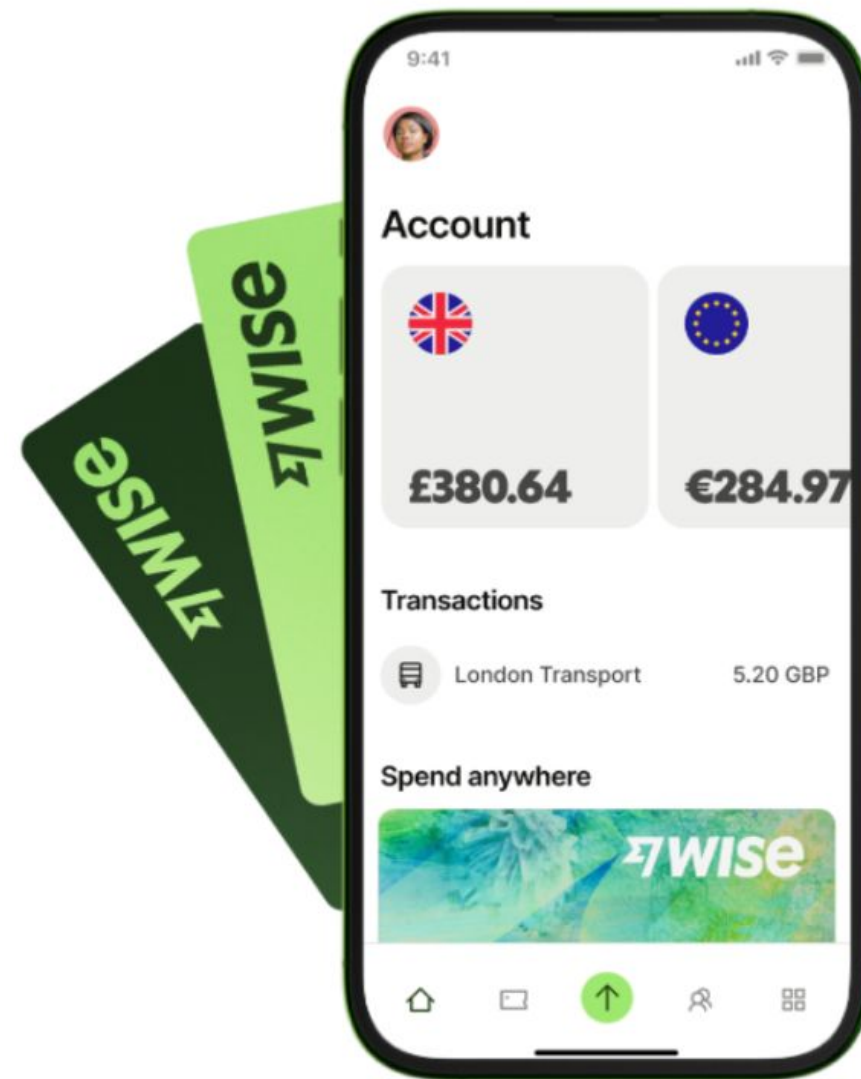 9:41
Account
£380.64
€284.97
Transactions
London Transport
5.20 GBP
Spend anywhere
wise
wise
wise